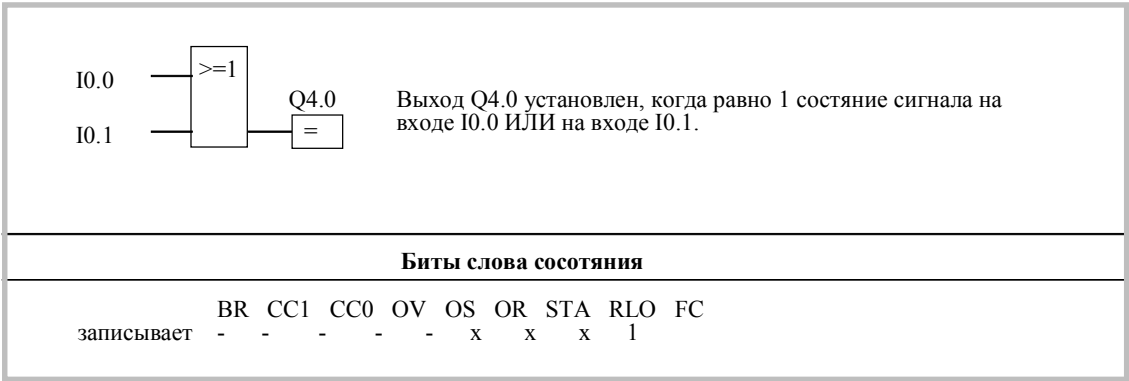 I0.0
>=1
Q4.0
I0.1
=
Выход Q4.0 установлен, когда равно 1 состяние сигнала на
входе I0.0 ИЛИ на входе I0.1.
Биты слова сосотяния
BR CC1 CC0 OV OS OR STA RLO FC
записывает - - - - - x x x 1